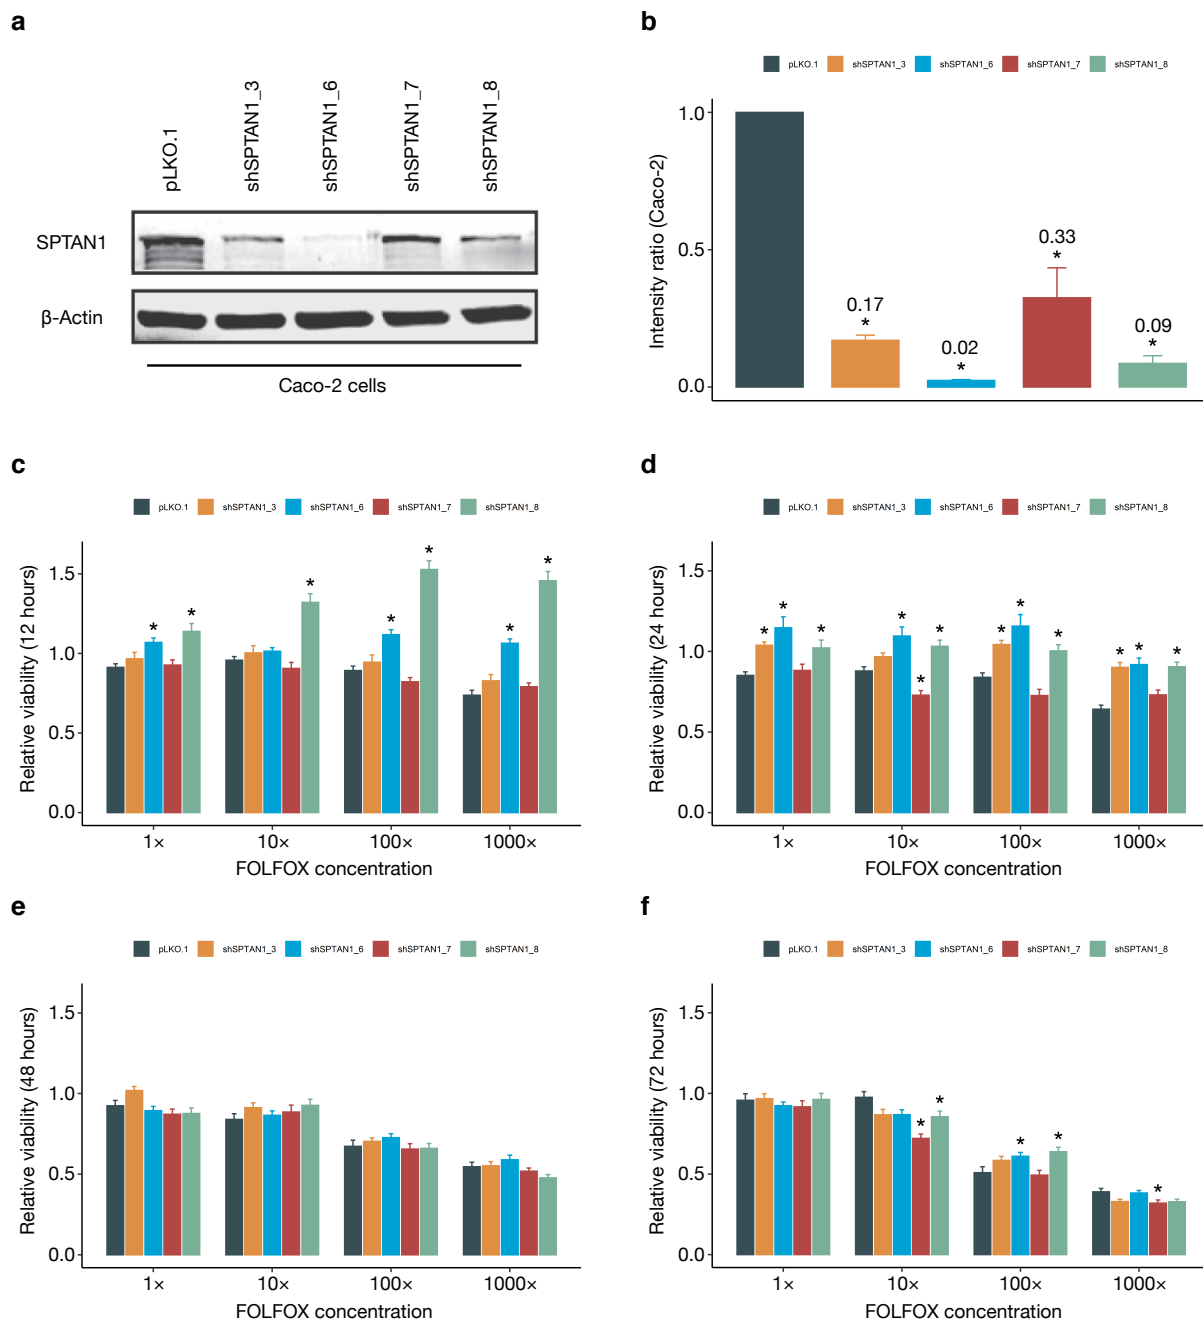 a
pLKO.1
shSPTAN1_3
shSPTAN1_6
shSPTAN1_7
shSPTAN1_8
SPTAN1
β-Actin
Caco-2 cells
b
pLKO.1 shSPTAN1_3 shSPTAN1_6 shSPTAN1_7 shSPTAN1_8
Intensity ratio (Caco-2)
1.0
0.5
0.0
0.17
*
0.02
*
0.33
*
0.09
*
c
pLKO.1 shSPTAN1_3 shSPTAN1_6 shSPTAN1_7 shSPTAN1_8
Relative viability (12 hours)
1.5
1.0
0.5
0.0
* * * * * * *
1× 10× 100× 1000×
FOLFOX concentration
d
pLKO.1 shSPTAN1_3 shSPTAN1_6 shSPTAN1_7 shSPTAN1_8
Relative viability (24 hours)
1.5
1.0
0.5
0.0
* * * * * * * * * * * *
1× 10× 100× 1000×
FOLFOX concentration
e
pLKO.1 shSPTAN1_3 shSPTAN1_6 shSPTAN1_7 shSPTAN1_8
Relative viability (48 hours)
1.5
1.0
0.5
0.0
1× 10× 100× 1000×
FOLFOX concentration
f
pLKO.1 shSPTAN1_3 shSPTAN1_6 shSPTAN1_7 shSPTAN1_8
Relative viability (72 hours)
1.5
1.0
0.5
0.0
* * * * *
1× 10× 100× 1000×
FOLFOX concentration